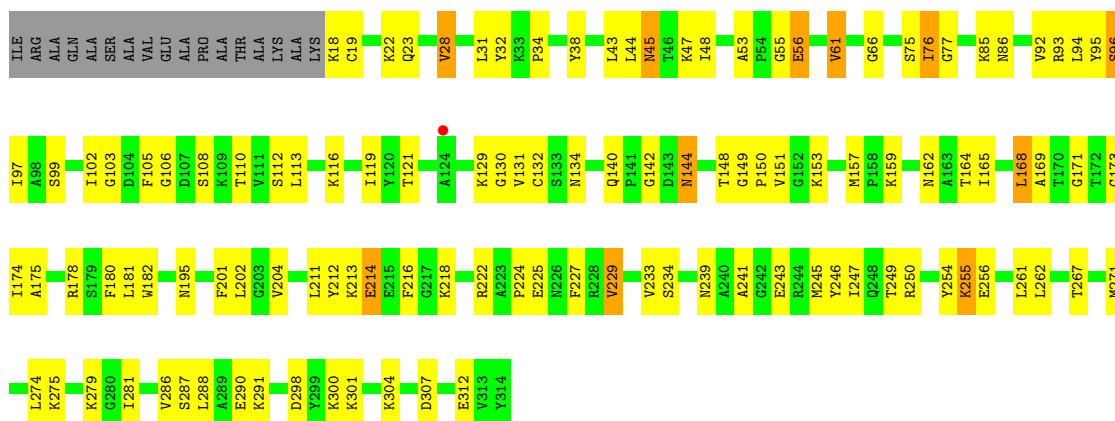 ILE ARG ALA GLN ALA SER ALA VAL GLU ALA PRO ALA THR ALA LYS ALA LYS K18 C19 K22 Q23 V28 L31 Y32 K33 P34 Y38 L43 L44 N45 T46 K47 I48 A53 P54 G55 E56 V61 G66 S75 I76 G77 K85 N86 V92 R93 L94 Y95 S96
I97 A98 S99 I102 G103 D104 F105 G106 D107 S108 K109 T110 V111 S112 L113 K116 I119 Y120 T121 A124 K129 G130 V131 C132 S133 N134 Q140 P141 G142 D143 N144 T148 G149 P150 V151 G152 K153 M157 P158 K159 N162 A163 T164 I165 L168 A169 T170 G171 T172 G173
I174 A175 R178 S179 F180 L181 W182 N195 F201 L202 G203 V204 L211 Y212 K213 E214 E215 F216 G217 K218 R222 A223 P224 E225 N226 F227 R228 V229 V233 S234 N239 A240 A241 G242 E243 R244 M245 Y246 I247 Q248 T249 R250 Y254 K255 E256 L261 L262 T267 M271
L274 K275 K279 G280 I281 V286 S287 L288 A289 E290 K291 D298 Y299 K300 K301 K304 D307 E312 V313 Y314